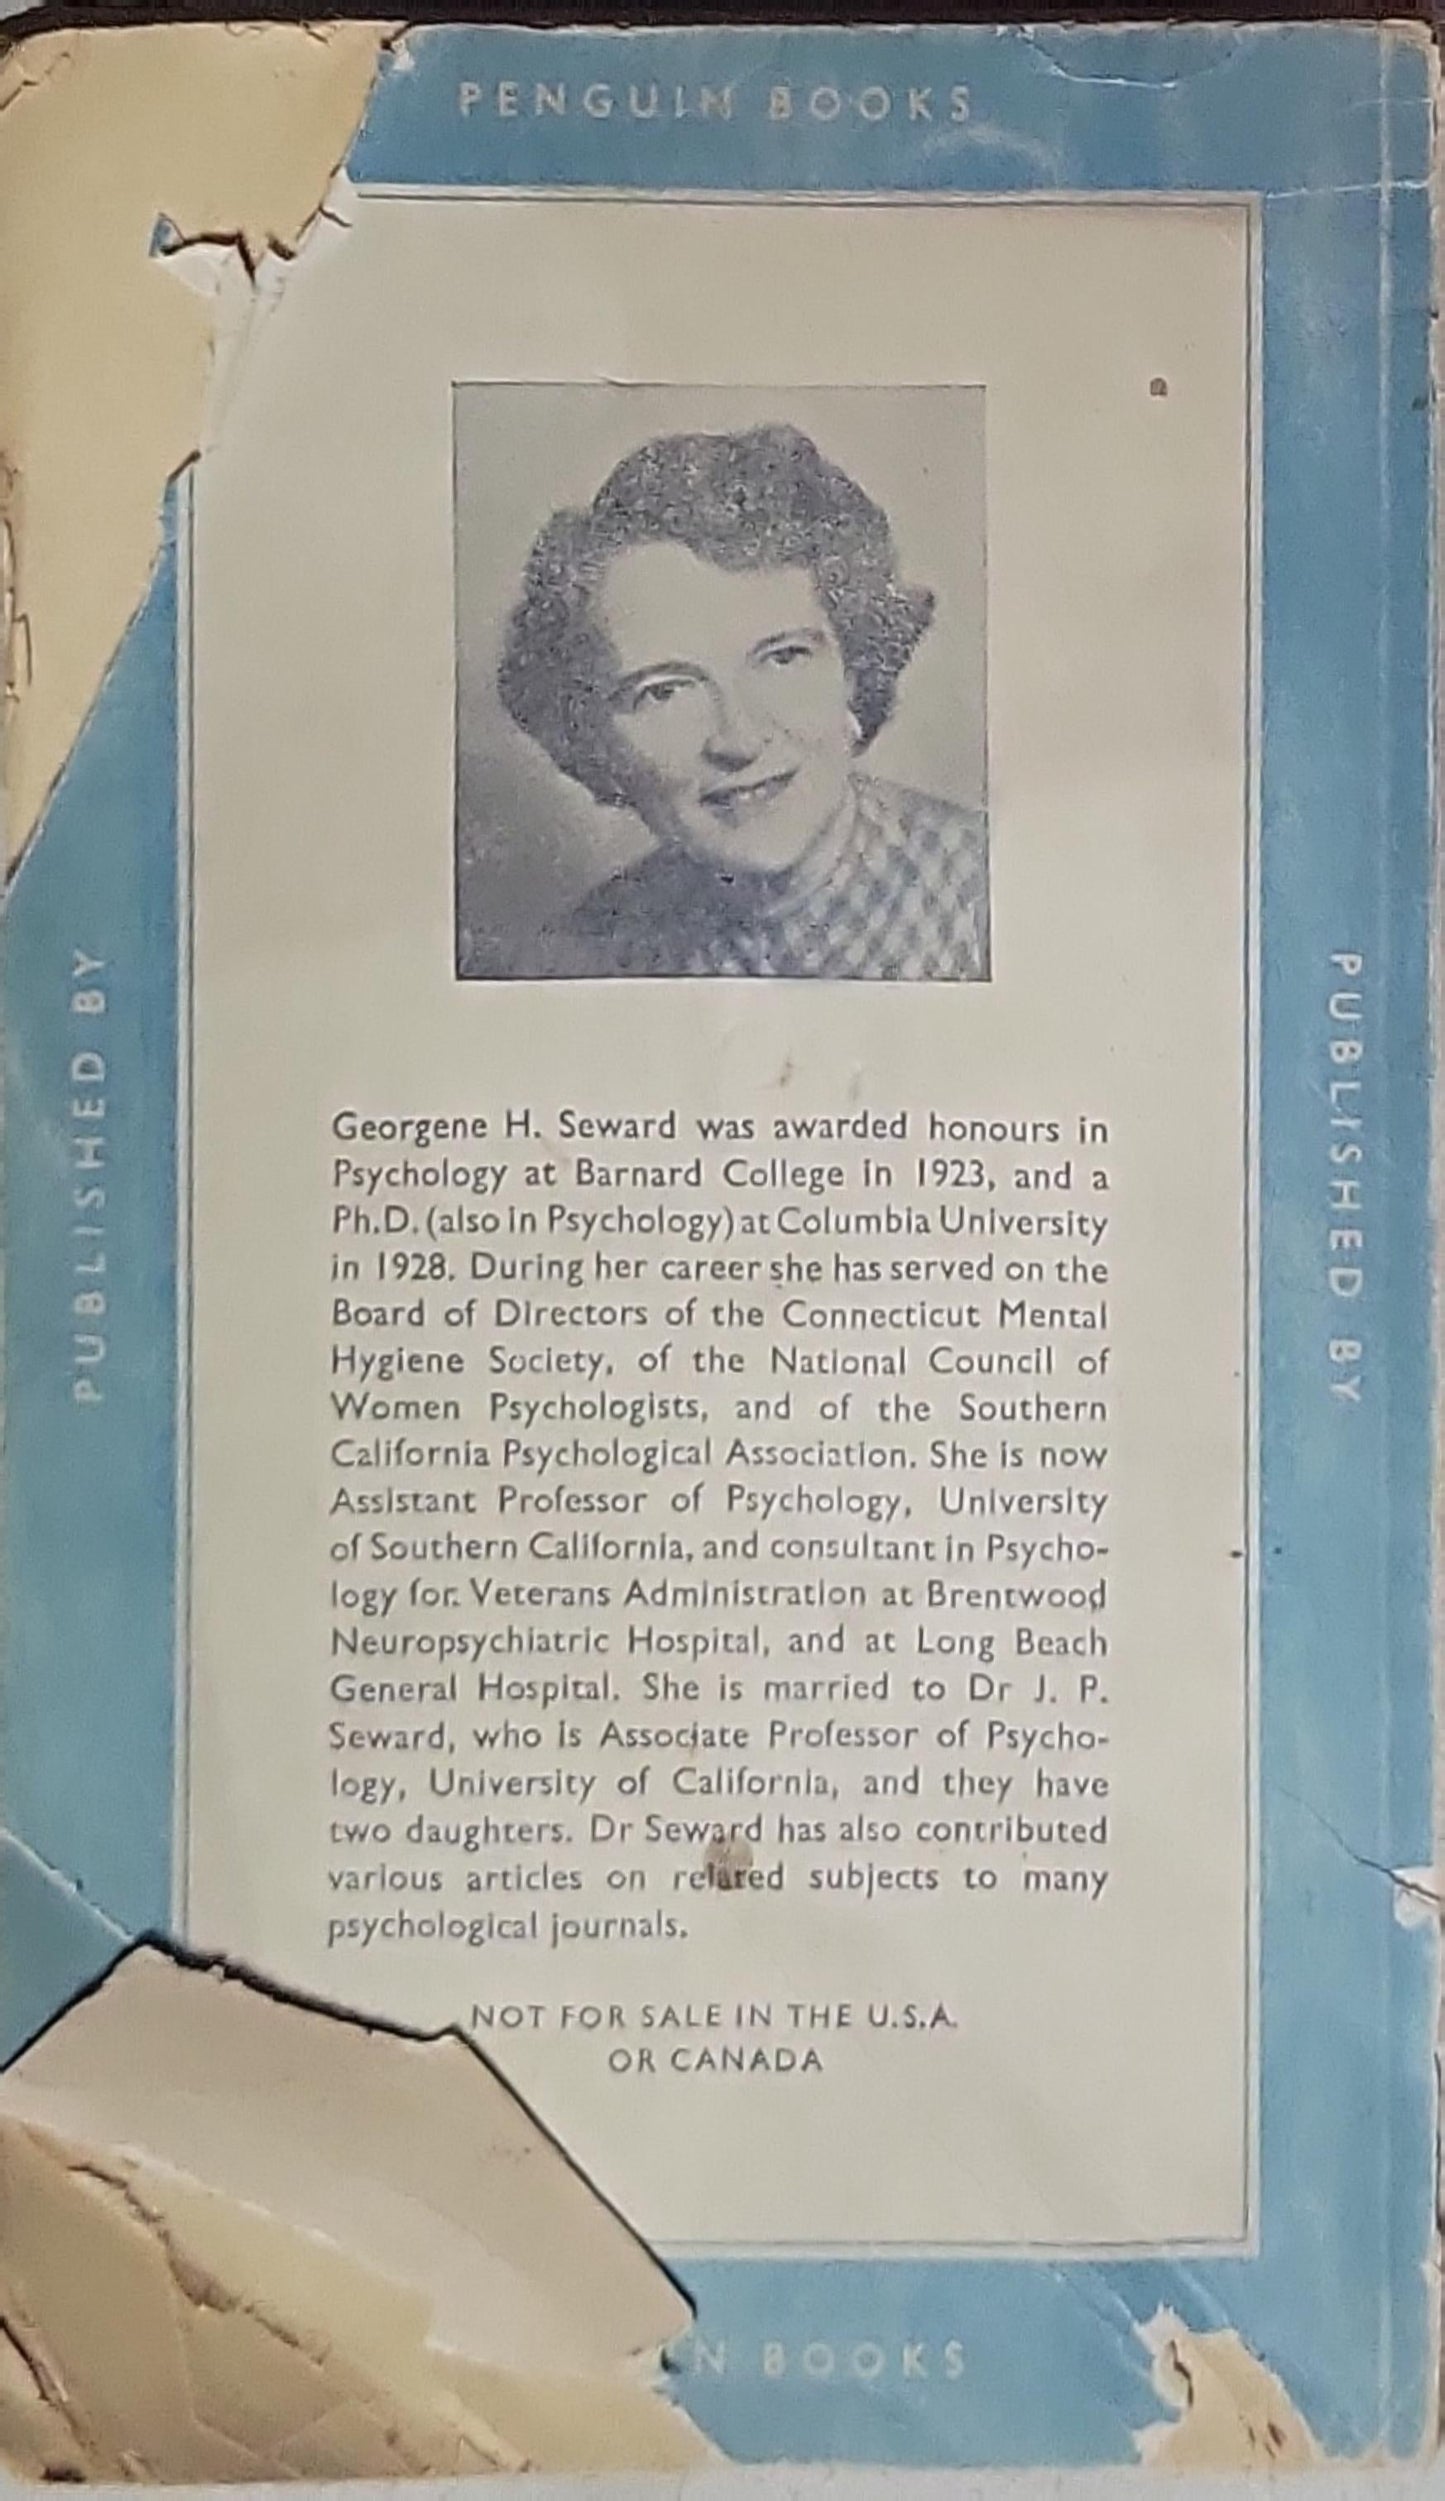 PENGUIN BOOKS
PUBLISHED BY
PUBLISHED BY
Georgene H. Seward was awarded honours in
Psychology at Barnard College in 1923, and a
Ph.D. (also in Psychology) at Columbia University
in 1928. During her career she has served on the
Board of Directors of the Connecticut Mental
Hygiene Society, of the National Council of
Women Psychologists, and of the Southern
California Psychological Association. She is now
Assistant Professor of Psychology, University
of Southern California, and consultant in Psycho-
logy for Veterans Administration at Brentwood
Neuropsychiatric Hospital, and at Long Beach
General Hospital. She is married to Dr J. P.
Seward, who is Associate Professor of Psycho-
logy, University of California, and they have
two daughters. Dr Seward has also contributed
various articles on related subjects to many
psychological journals.
NOT FOR SALE IN THE U.S.A.
OR CANADA
N BOOKS